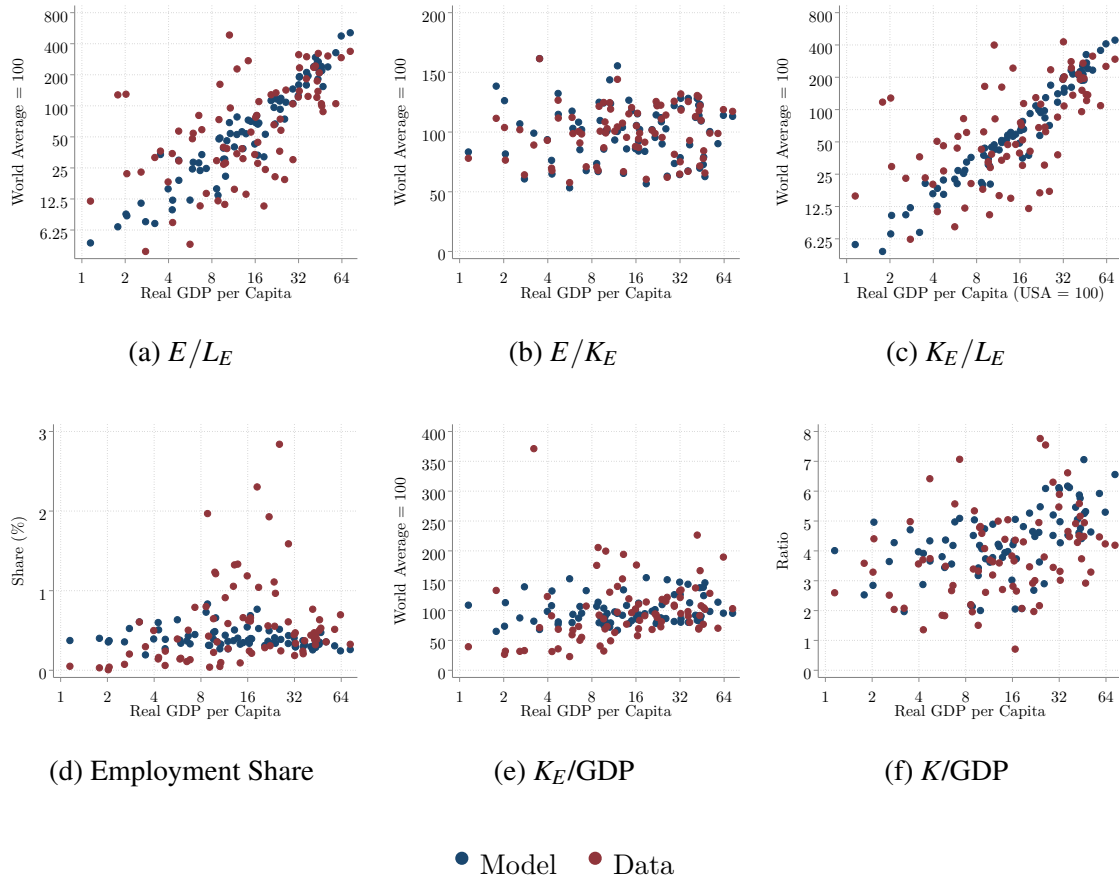 800
400
200
100
50
25
12.5
6.25
World Average = 100
1 2 4 8 16 32 64
Real GDP per Capita
(a) E/L_E
200
150
100
50
0
World Average = 100
1 2 4 8 16 32 64
Real GDP per Capita
(b) E/K_E
800
400
200
100
50
25
12.5
6.25
World Average = 100
1 2 4 8 16 32 64
Real GDP per Capita (USA = 100)
(c) K_E/L_E
3
2
1
0
Share (%)
1 2 4 8 16 32 64
Real GDP per Capita
(d) Employment Share
400
350
300
250
200
150
100
50
0
World Average = 100
1 2 4 8 16 32 64
Real GDP per Capita
(e) K_E/GDP
8
7
6
5
4
3
2
1
0
Ratio
1 2 4 8 16 32 64
Real GDP per Capita
(f) K/GDP
Model Data